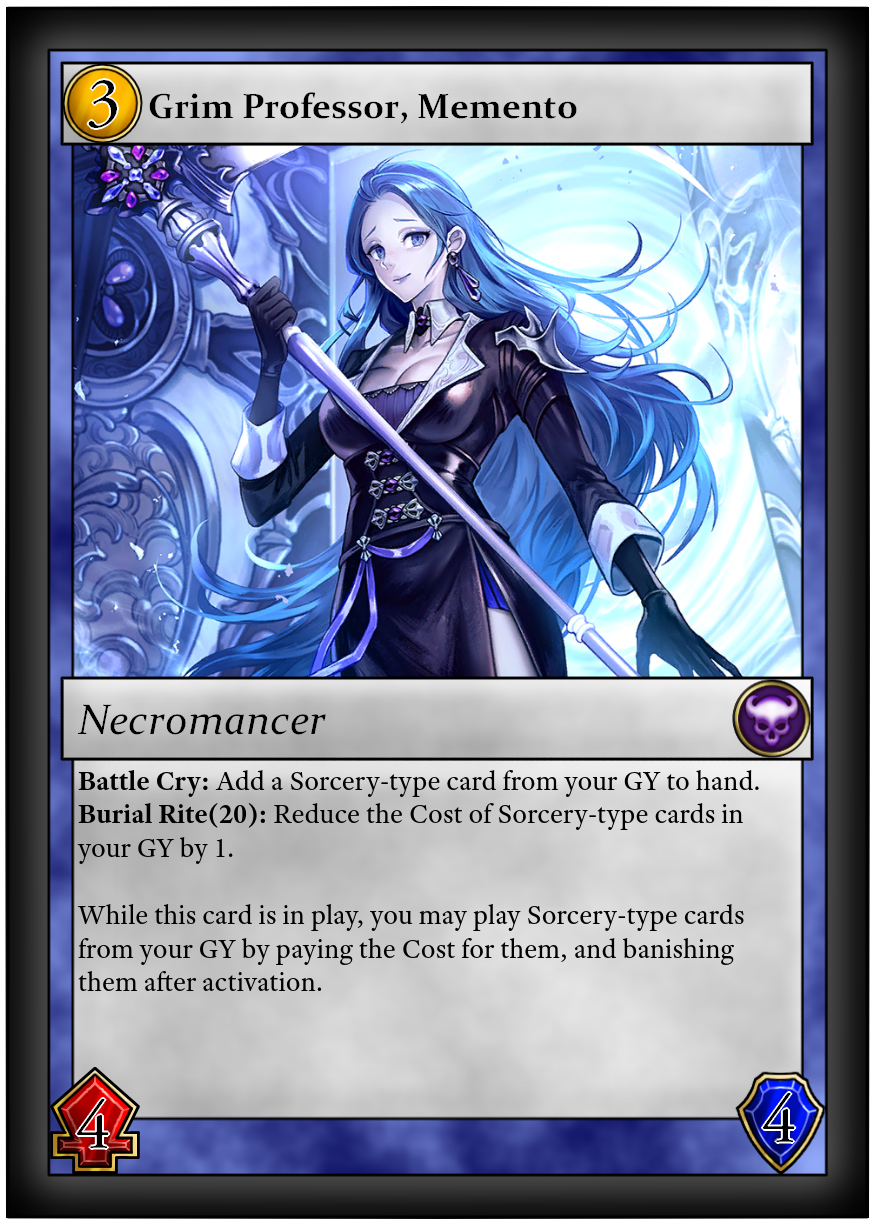 3
Grim Professor, Memento
Necromancer
Battle Cry: Add a Sorcery-type card from your GY to hand.
Burial Rite(20): Reduce the Cost of Sorcery-type cards in
your GY by 1.
While this card is in play, you may play Sorcery-type cards
from your GY by paying the Cost for them, and banishing
them after activation.
4
4